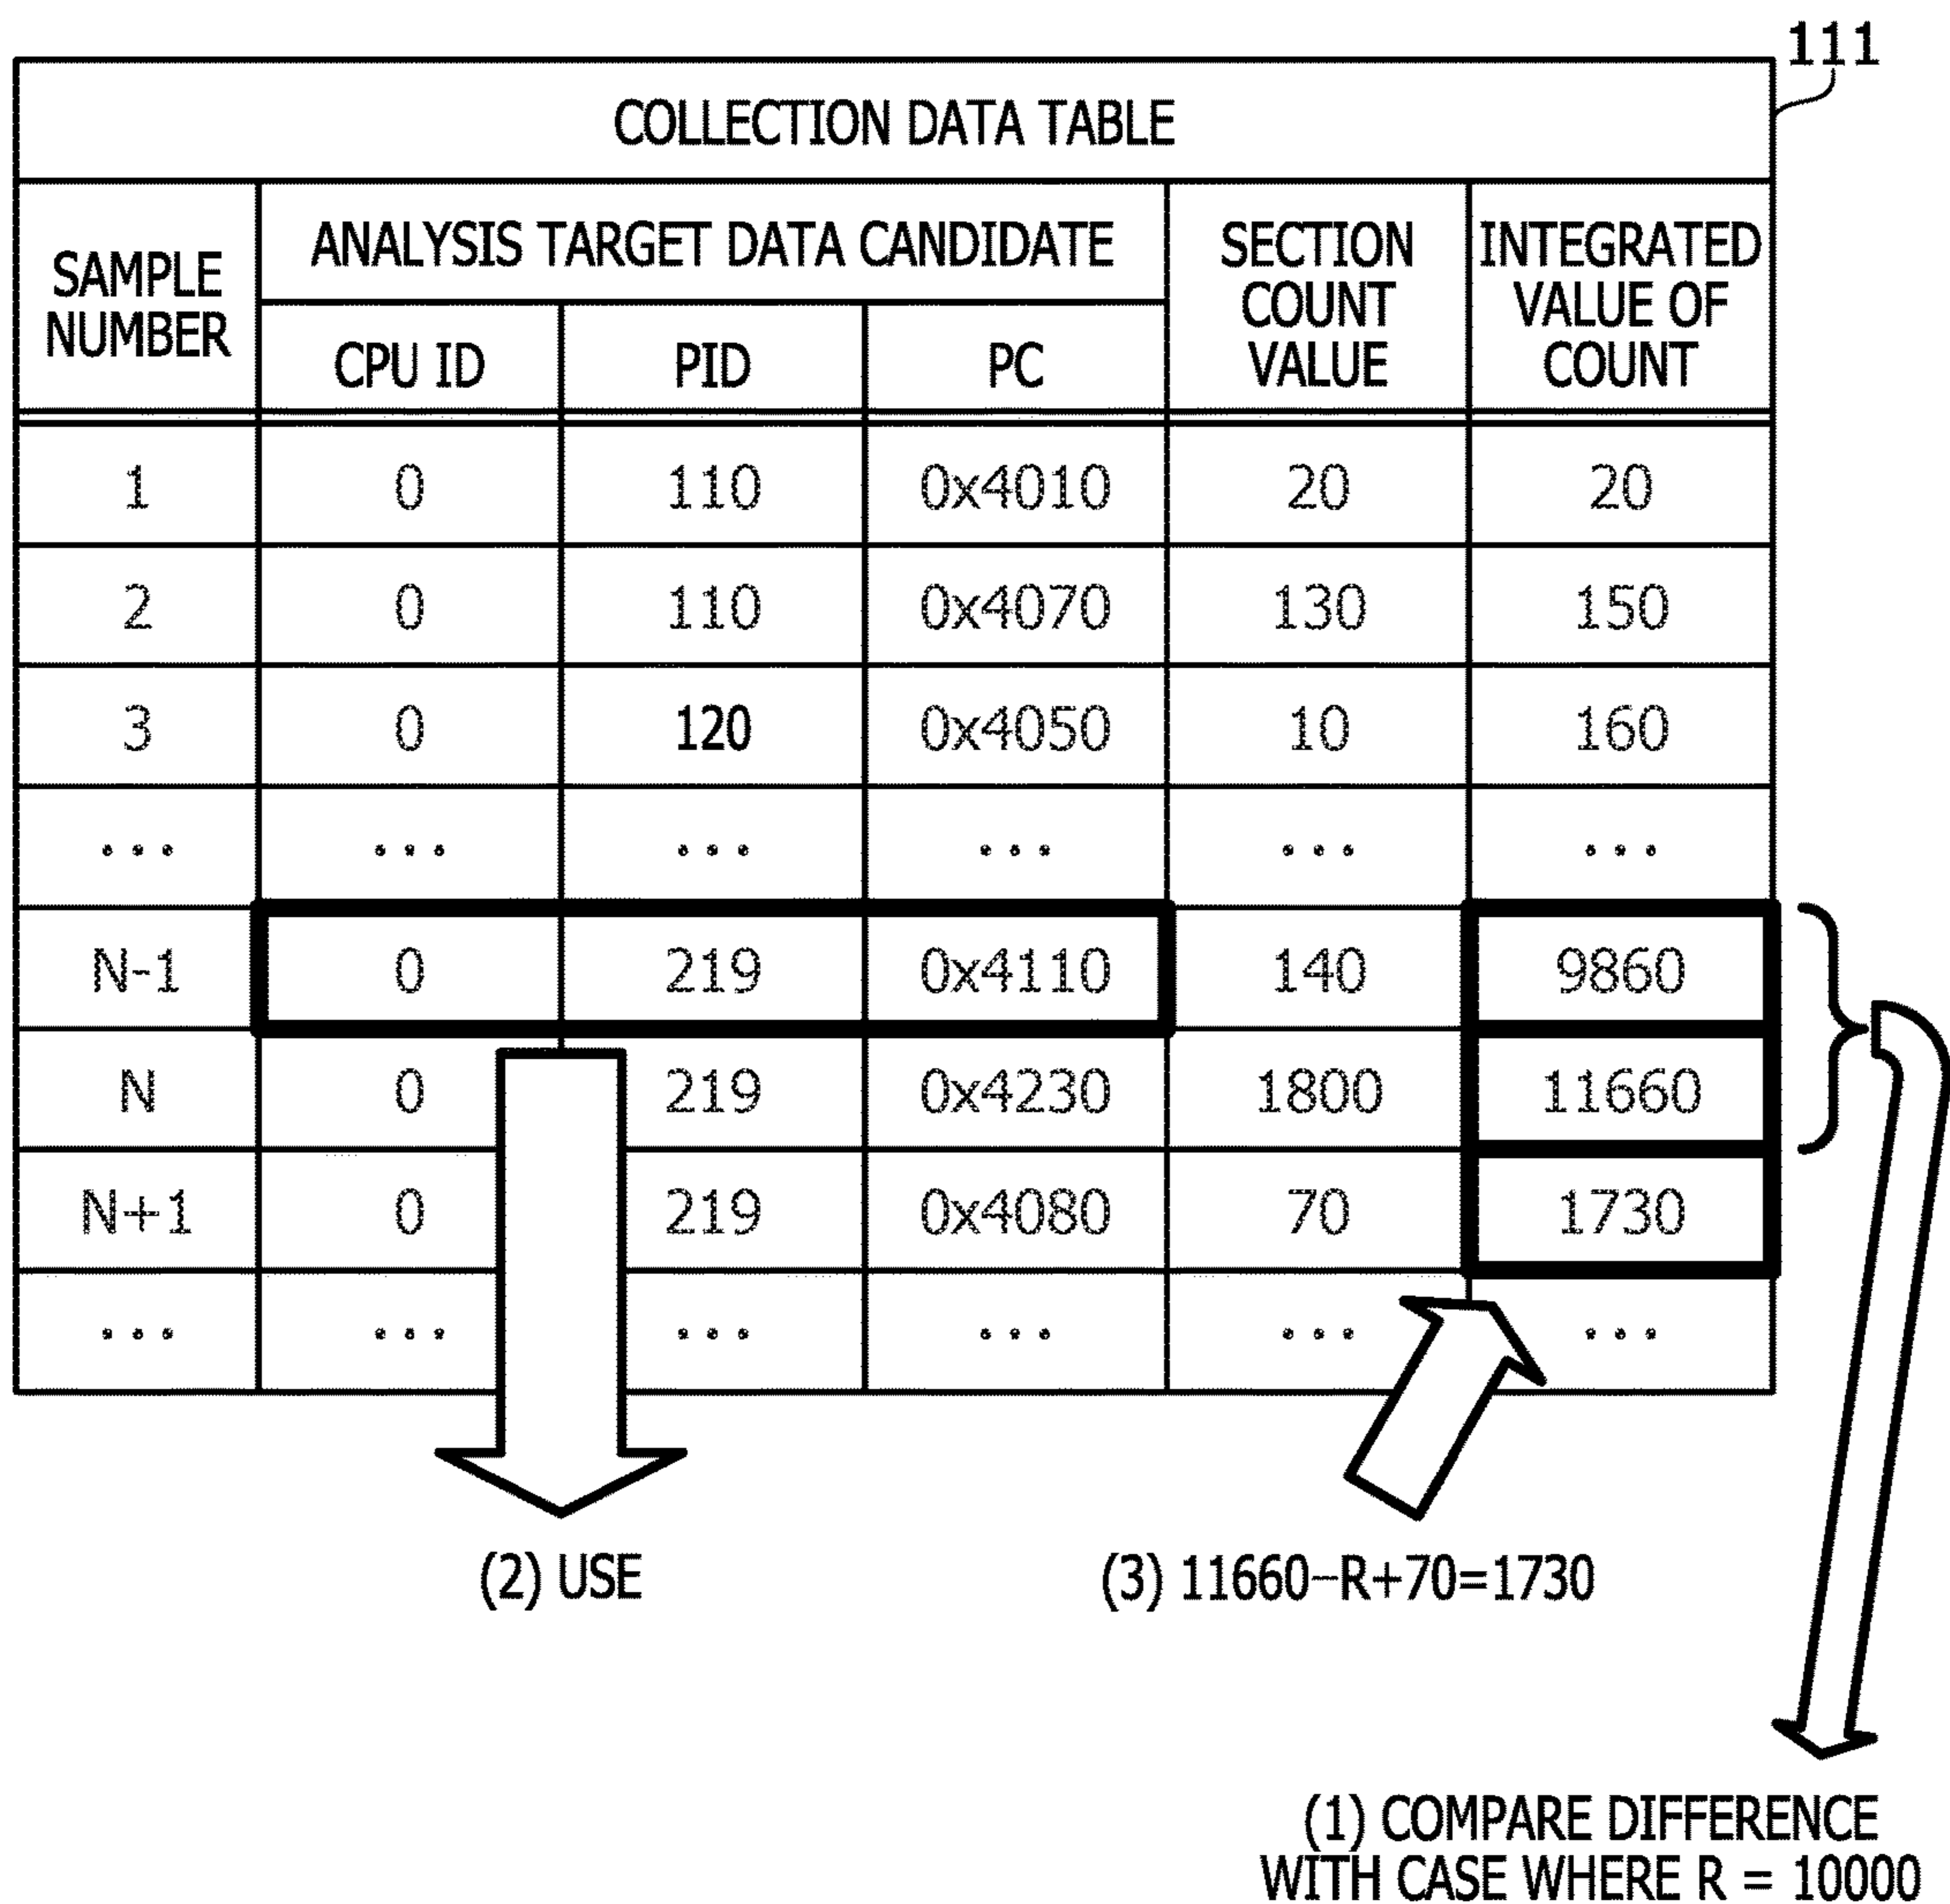 111
COLLECTION DATA TABLE
SAMPLE NUMBER ANALYSIS TARGET DATA CANDIDATE SECTION COUNT VALUE INTEGRATED VALUE OF COUNT
CPU ID PID PC
1 0 110 0x4010 20 20
2 0 110 0x4070 130 150
3 0 120 0x4050 10 160
... ... ... ... ... ...
N-1 0 219 0x4110 140 9860
N 0 219 0x4230 1800 11660
N+1 0 219 0x4080 70 1730
... ... ... ... ... ...
(2) USE
(3) 11660-R+70=1730
(1) COMPARE DIFFERENCE
WITH CASE WHERE R = 10000